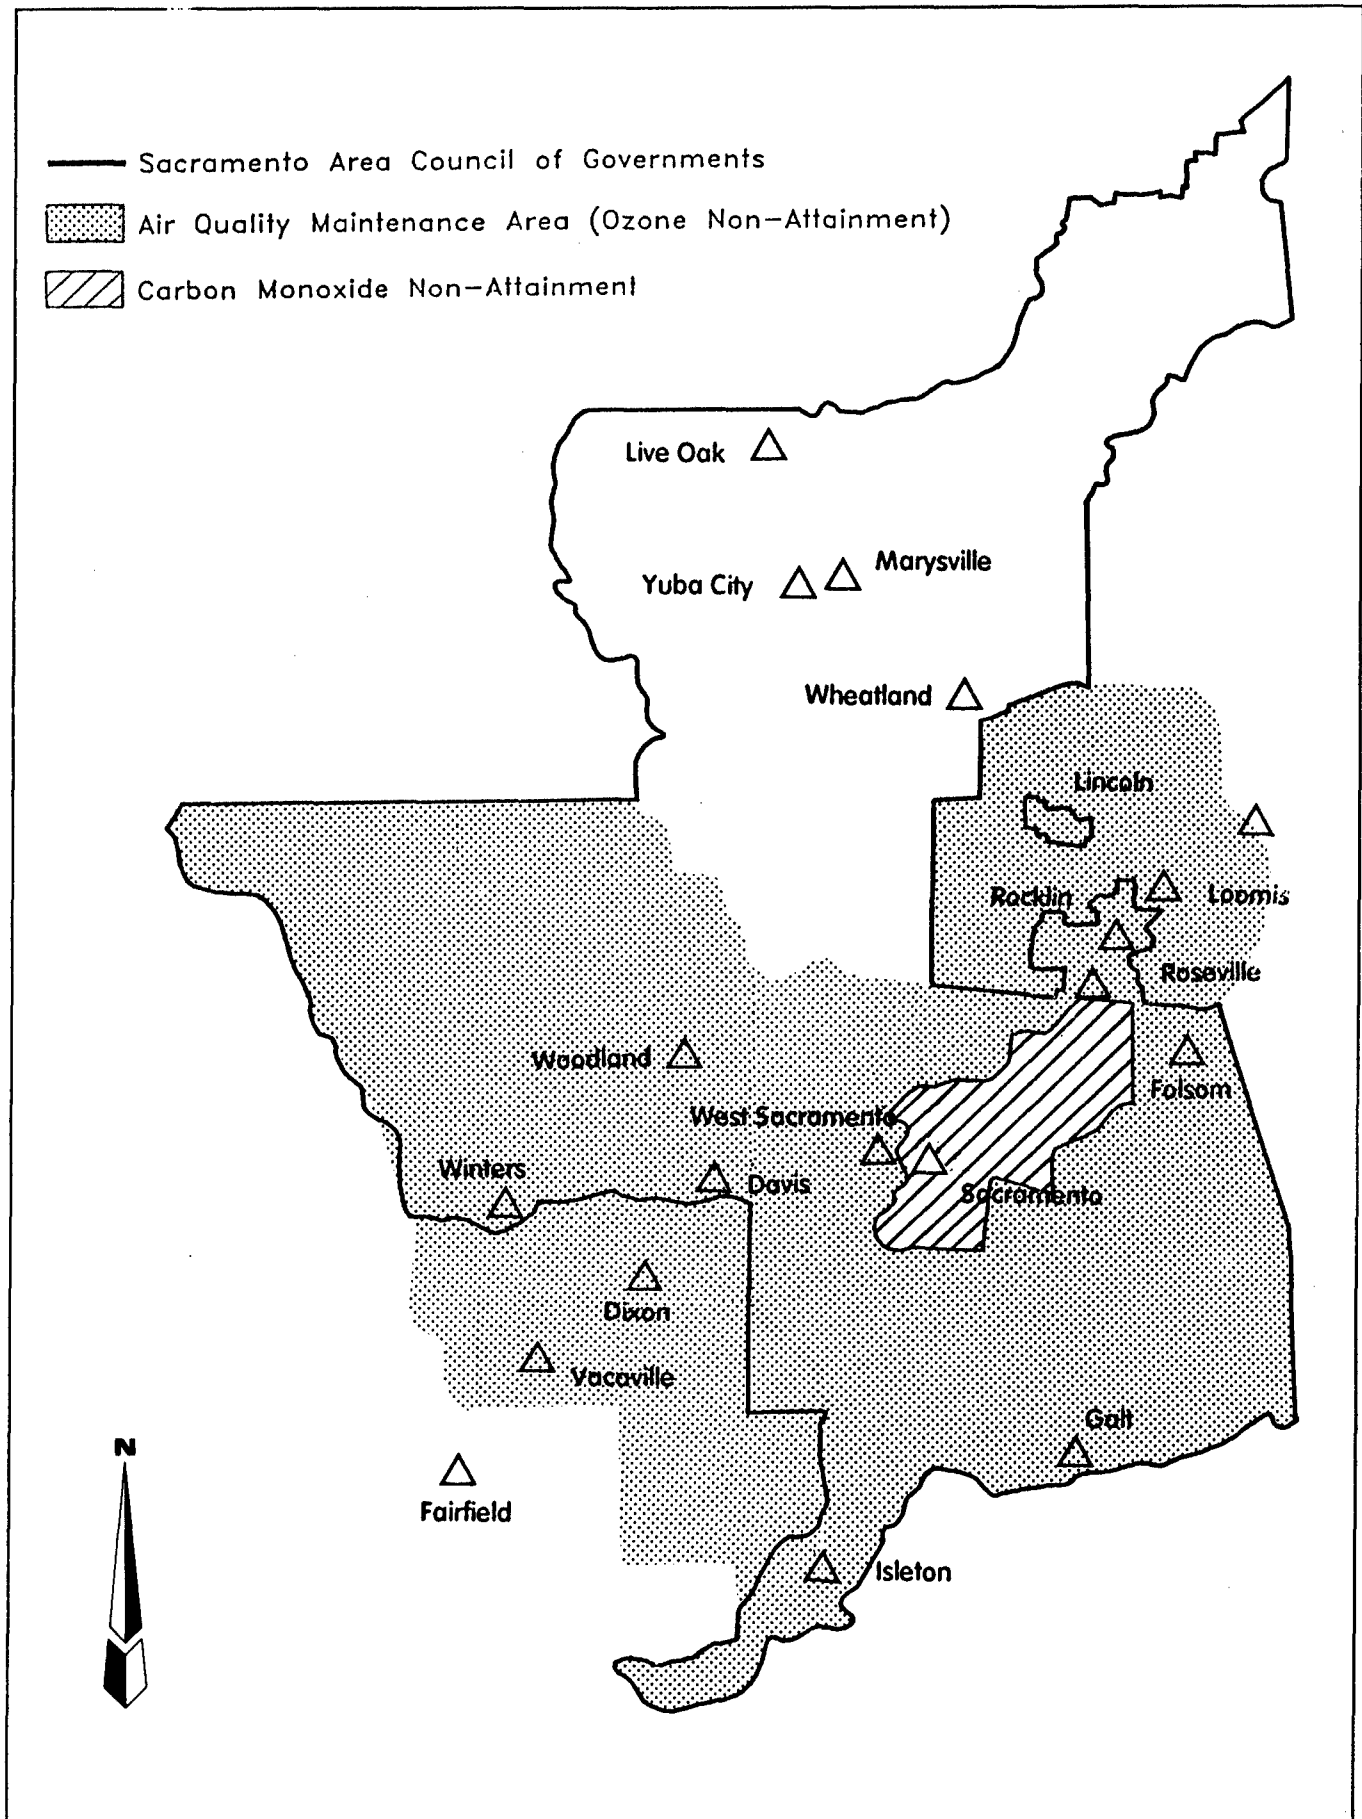 Sacramento Area Council of Governments
Air Quality Maintenance Area (Ozone Non-Attainment)
Carbon Monoxide Non-Attainment
Live Oak
Marysville
Yuba City
Wheatland
Lincoln
Rocklin
Loomis
Roseville
Woodland
Folsom
West Sacramento
Winters
Davis
Sacramento
Dixon
Vacaville
Galt
N
Fairfield
Isleton